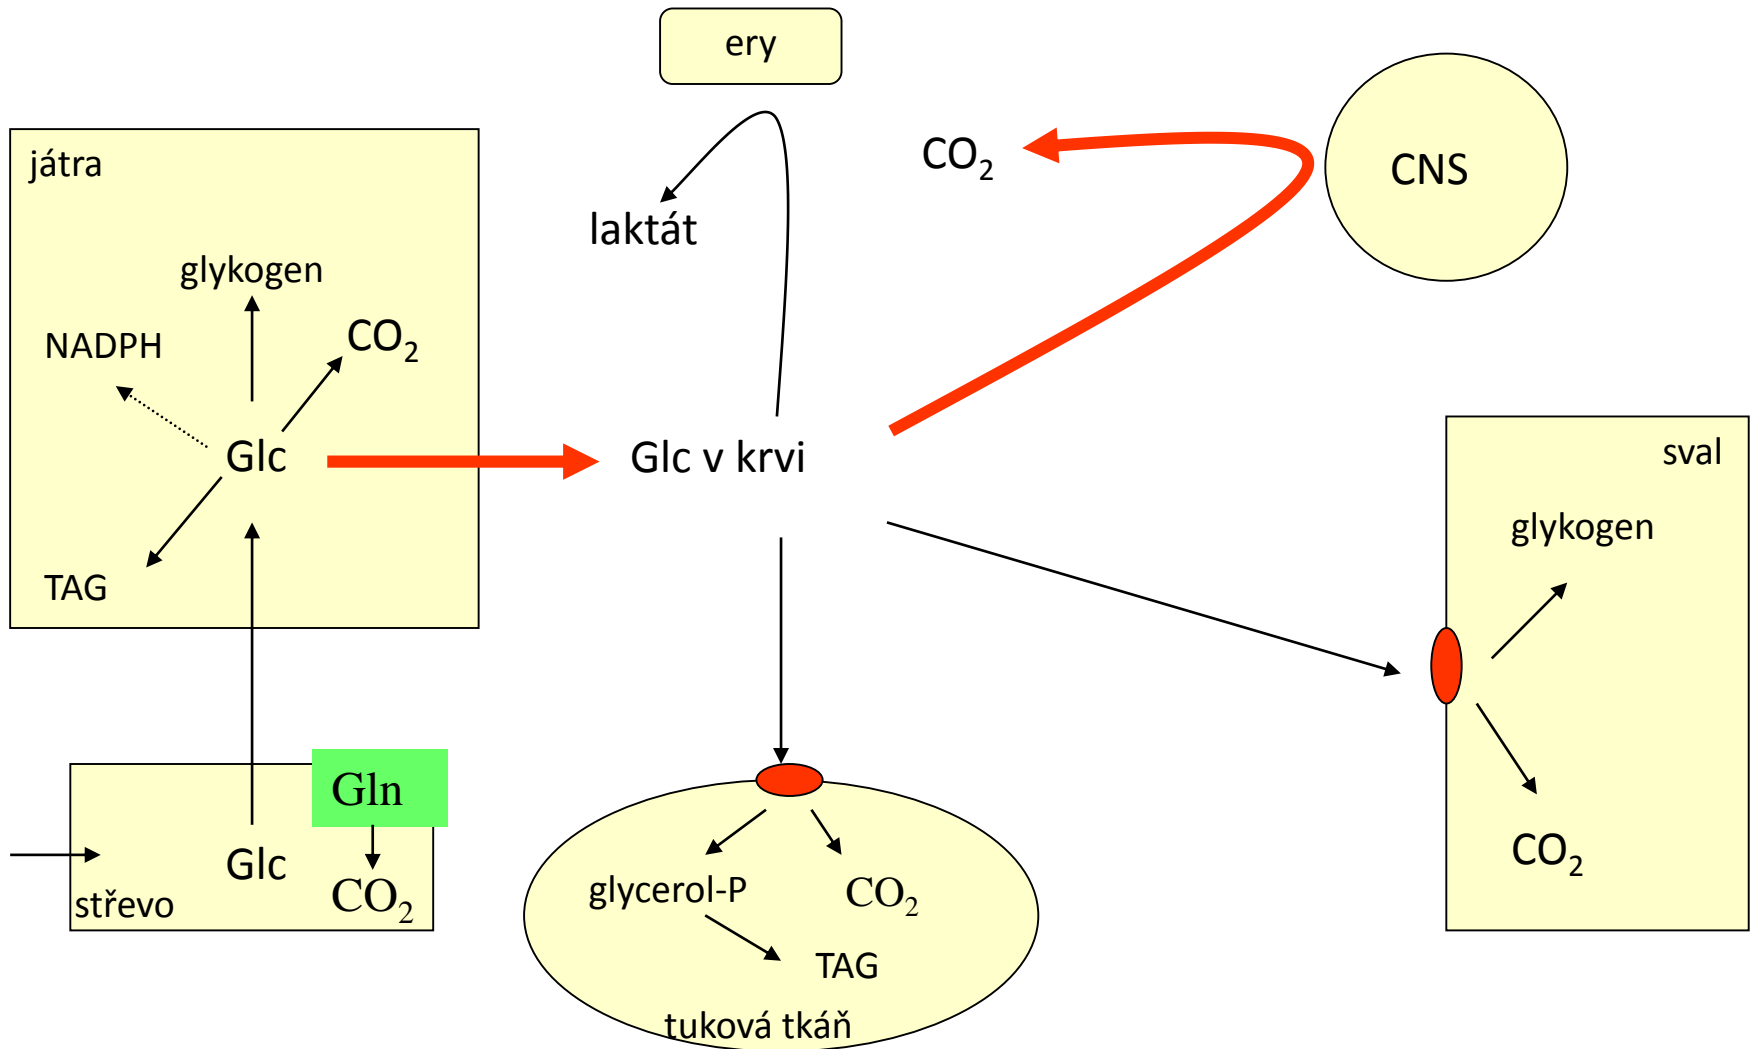 ery
CO₂
CNS
játra
laktát
glykogen
NADPH
CO₂
Glc
Glc v krvi
sval
glykogen
TAG
Gln
Glc
CO₂
střevo
glycerol-P
CO₂
TAG
tuková tkáň
CO₂